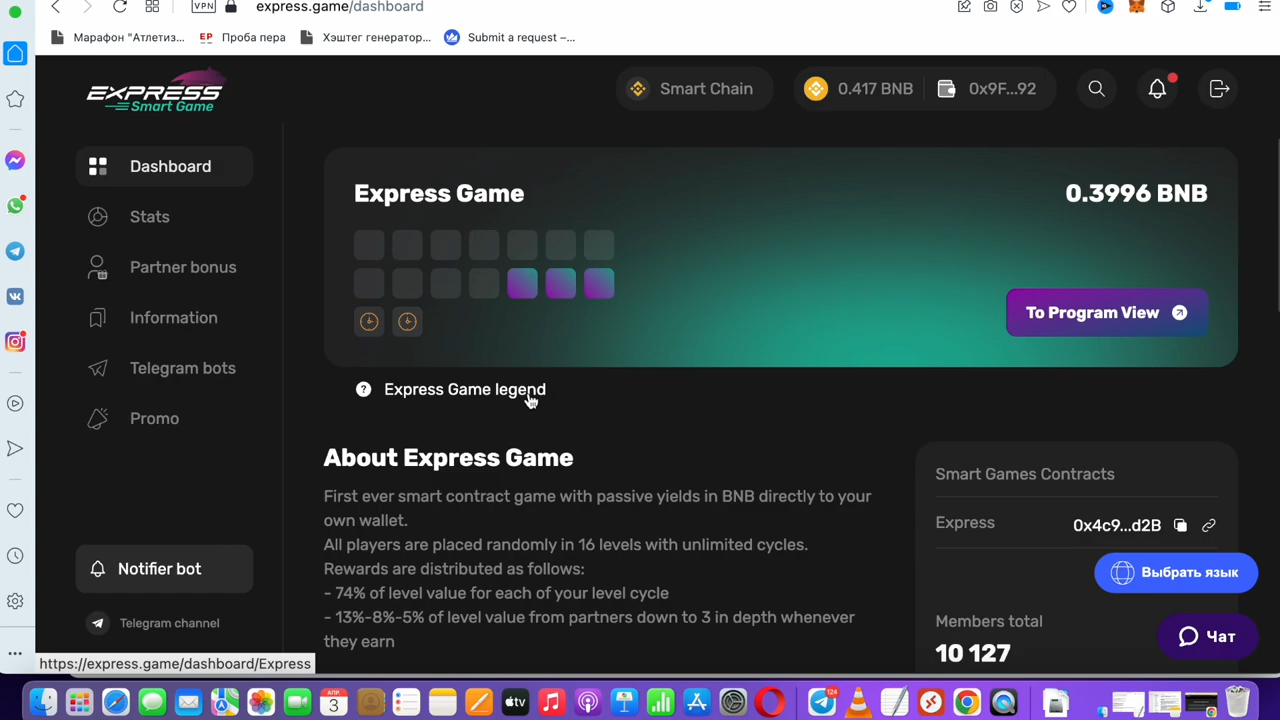 VPN
express.game/dashboard
Марафон "Атлетиз...
EP Проба пера
Хэштег генератор...
Submit a request –...
EXPRESS
Smart Game
Smart Chain
0.417 BNB
0x9F...92
Dashboard
Stats
Partner bonus
Information
Telegram bots
Promo
Notifier bot
Telegram channel
Express Game
0.3996 BNB
To Program View
? Express Game legend
About Express Game
First ever smart contract game with passive yields in BNB directly to your
own wallet.
All players are placed randomly in 16 levels with unlimited cycles.
Rewards are distributed as follows:
- 74% of level value for each of your level cycle
- 13%-8%-5% of level value from partners down to 3 in depth whenever
they earn
Smart Games Contracts
Express
0x4c9...d2B
Выбрать язык
Members total
10 127
Чат
https://express.game/dashboard/Express
АПР
3
tv
124